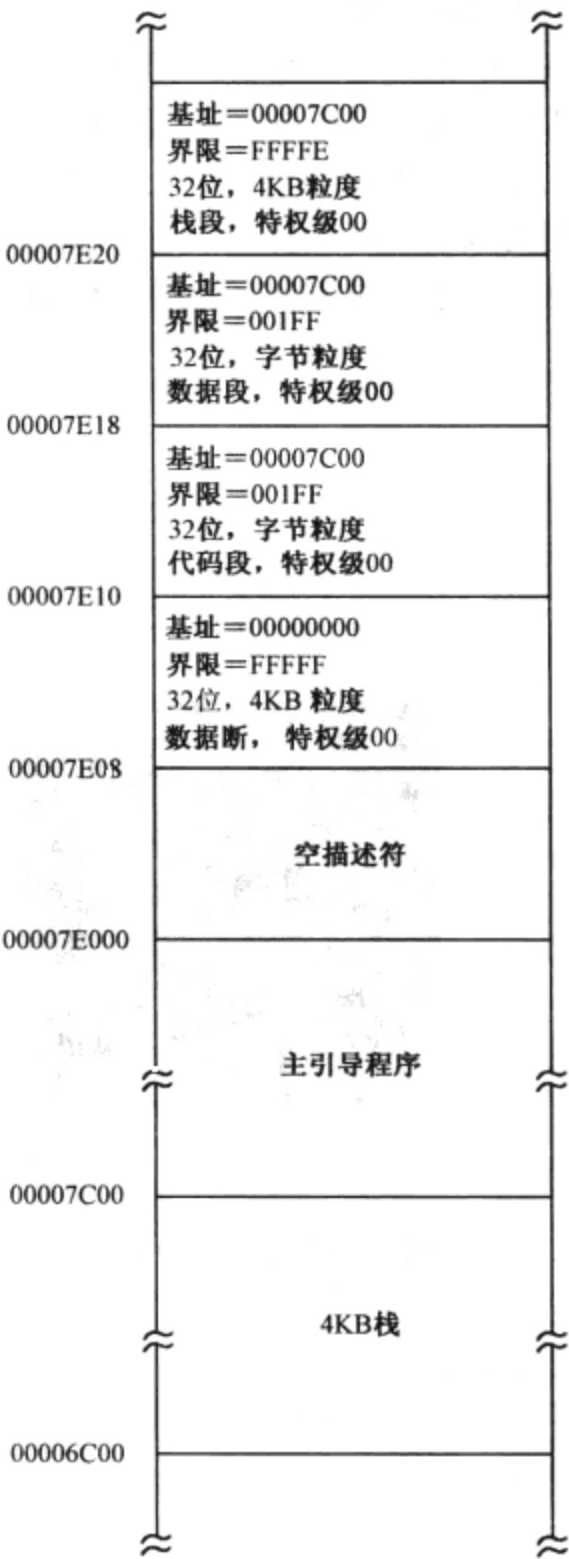 基址＝00007C00
界限＝FFFFE
32位，4KB粒度
栈段，特权级00
00007E20
基址＝00007C00
界限＝001FF
32位，字节粒度
数据段，特权级00
00007E18
基址＝00007C00
界限＝001FF
32位，字节粒度
代码段，特权级00
00007E10
基址＝00000000
界限＝FFFFF
32位，4KB 粒度
数据断， 特权级00
00007E08
空描述符
00007E000
主引导程序
00007C00
4KB栈
00006C00